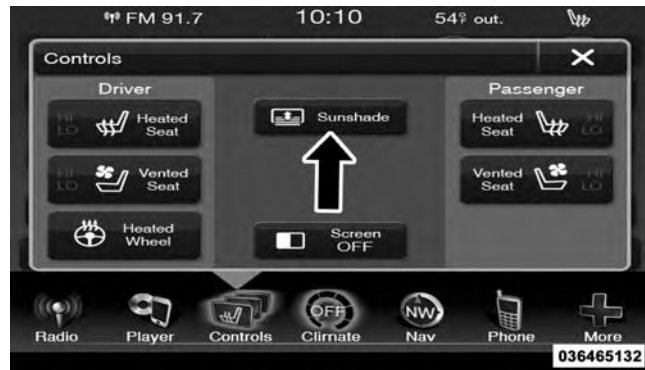 FM 91.7 10:10 54° out.
Controls
Driver Passenger
HI LO Heated Seat
Sunshade
Heated Seat HI LO
HI LO Vented Seat
Vented Seat HI LO
Heated Wheel
Screen OFF
OFF NW
Radio Player Controls Climate Nav Phone More
036465132